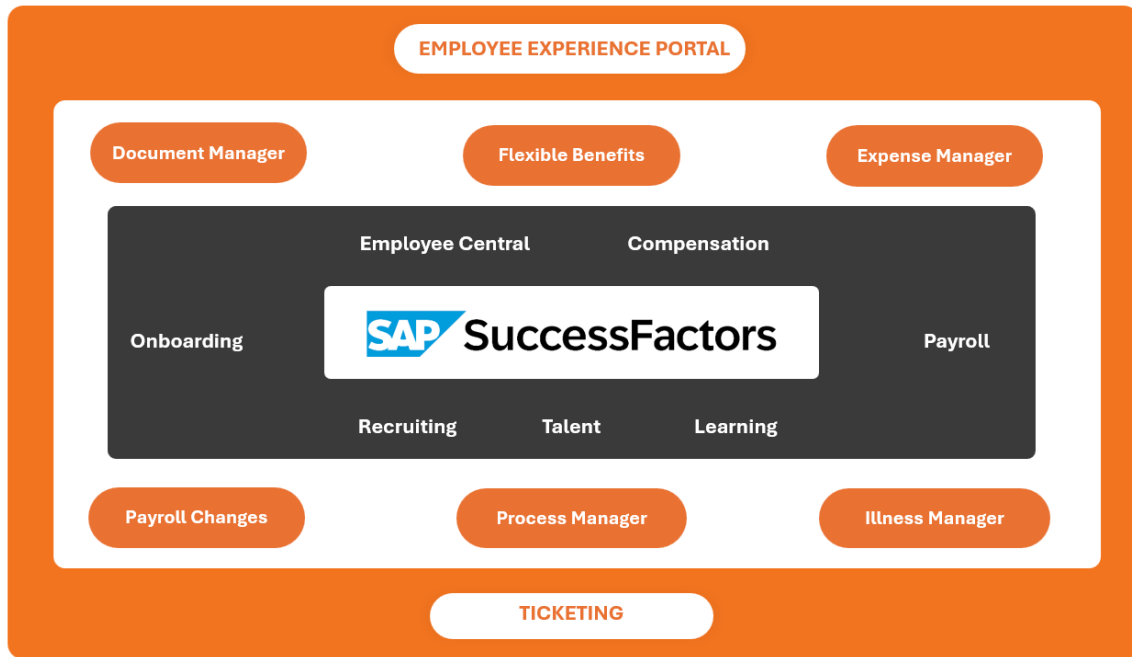 EMPLOYEE EXPERIENCE PORTAL
Document Manager
Flexible Benefits
Expense Manager
Employee Central
Compensation
Onboarding
SAP SuccessFactors
Payroll
Recruiting
Talent
Learning
Payroll Changes
Process Manager
Illness Manager
TICKETING